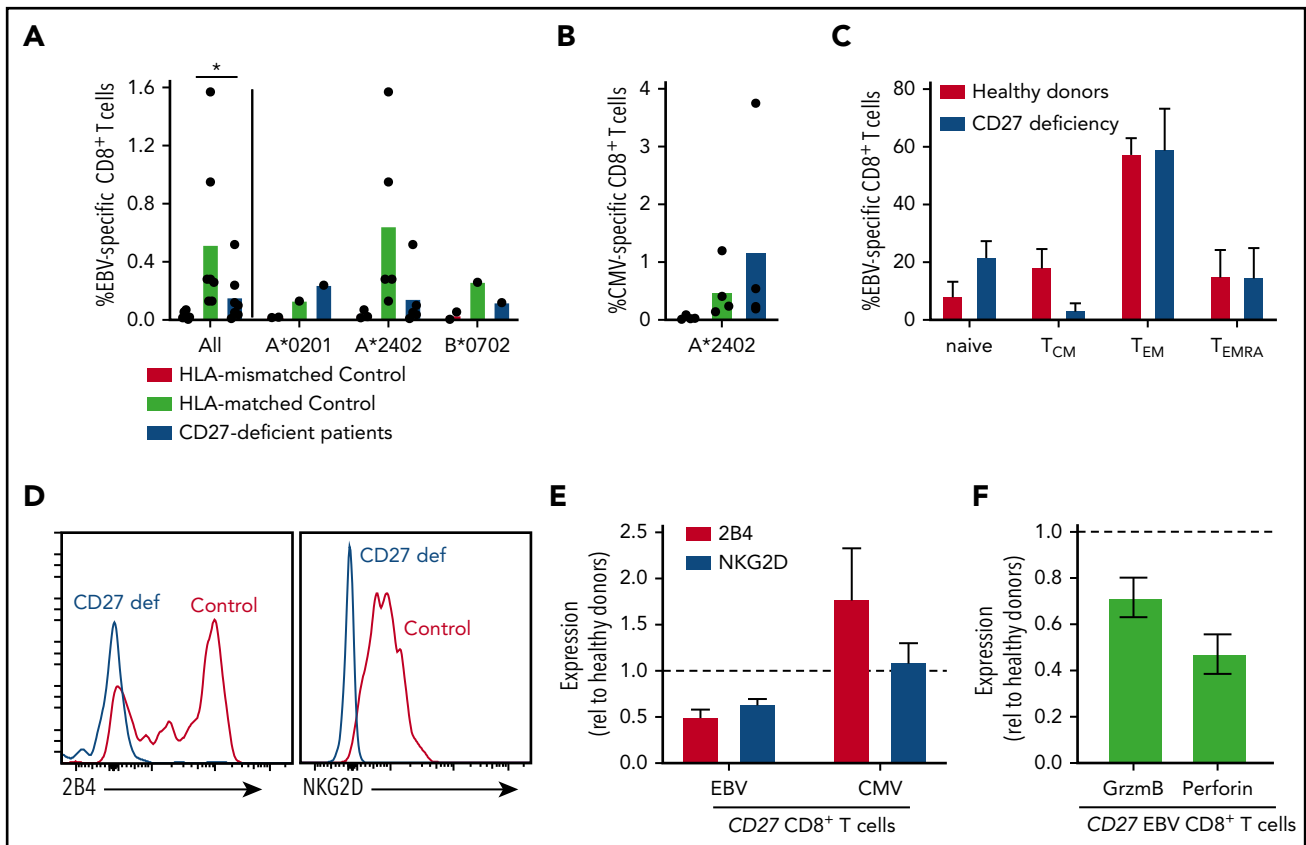 A
%EBV-specific CD8+ T cells
1.6
1.2
0.8
0.4
0.0
*
All
A*0201
A*2402
B*0702
HLA-mismatched Control
HLA-matched Control
CD27-deficient patients
B
%CMV-specific CD8+ T cells
4
3
2
1
0
A*2402
C
%EBV-specific CD8+ T cells
80
60
40
20
0
Healthy donors
CD27 deficiency
naive
TCM
TEM
TEMRA
D
CD27 def
Control
2B4
CD27 def
Control
NKG2D
E
Expression
(rel to healthy donors)
2.5
2.0
1.5
1.0
0.5
0.0
2B4
NKG2D
EBV
CMV
CD27 CD8+ T cells
F
Expression
(rel to healthy donors)
1.0
0.8
0.6
0.4
0.2
0.0
GrzmB
Perforin
CD27 EBV CD8+ T cells